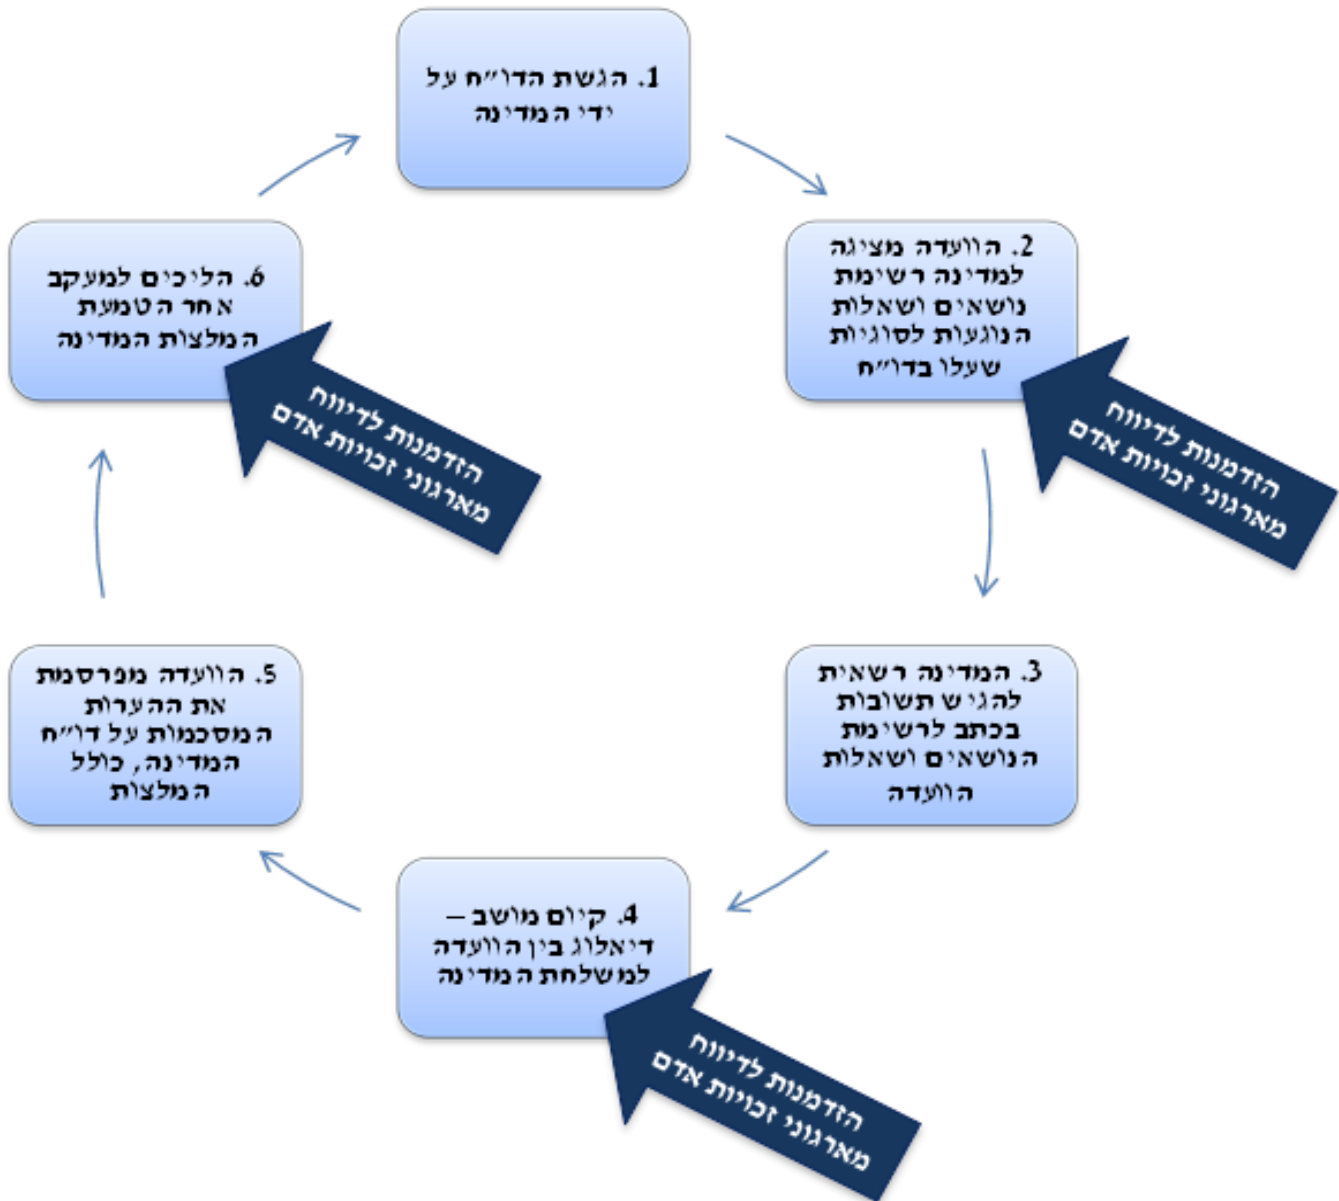 1. הגשת הדו״ח על
ידי המדינה
2. הוועדה מציגה
למדינה רשימת
נושאים ושאלות
הנוגעות לסוגיות
שעלו בדו״ח
הזדמנות לדיווח
מארגוני זכויות אדם
3. המדינה רשאית
להגיש תשובות
בכתב לרשימת
הנושאים ושאלות
הוועדה
4. קיום מושב –
דיאלוג בין הוועדה
למשלחת המדינה
הזדמנות לדיווח
מארגוני זכויות אדם
5. הוועדה מפרסמת
את ההערות
המסכמות על דו״ח
המדינה, כולל
המלצות
6. הליכים למעקב
אחר הטמעת
המלצות המדינה
הזדמנות לדיווח
מארגוני זכויות אדם